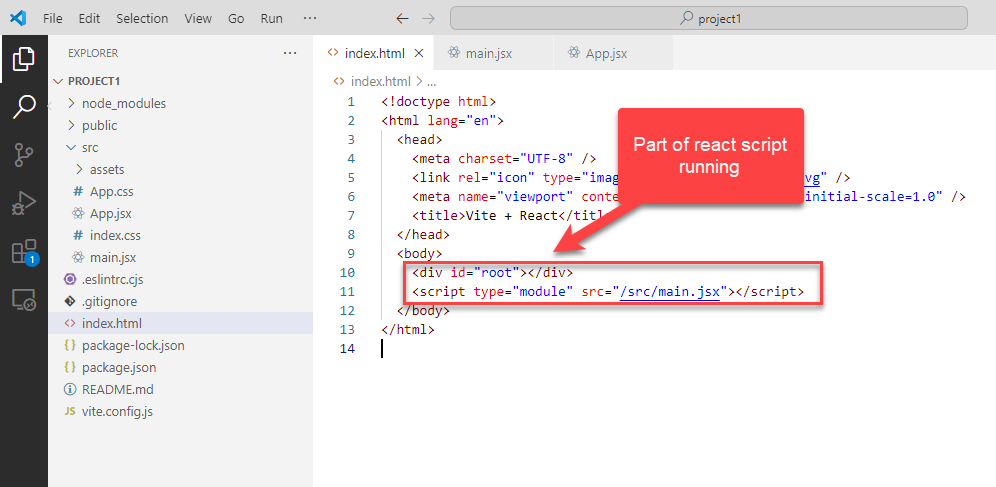 File Edit Selection View Go Run ··· ← → project1
EXPLORER ···
PROJECT1
node_modules
public
src
assets
# App.css
App.jsx
# index.css
main.jsx
.eslintrc.cjs
.gitignore
<> index.html
{} package-lock.json
{} package.json
README.md
JS vite.config.js
1
<> index.html × main.jsx App.jsx
<> index.html > ...
1 <!doctype html>
2 <html lang="en">
3 <head>
4 <meta charset="UTF-8" />
5 <link rel="icon" type="imag vg" />
6 <meta name="viewport" conte initial-scale=1.0" />
7 <title>Vite + React</titl
8 </head>
9 <body>
10 <div id="root"></div>
11 <script type="module" src="/src/main.jsx"></script>
12 </body>
13 </html>
14
Part of react script
running